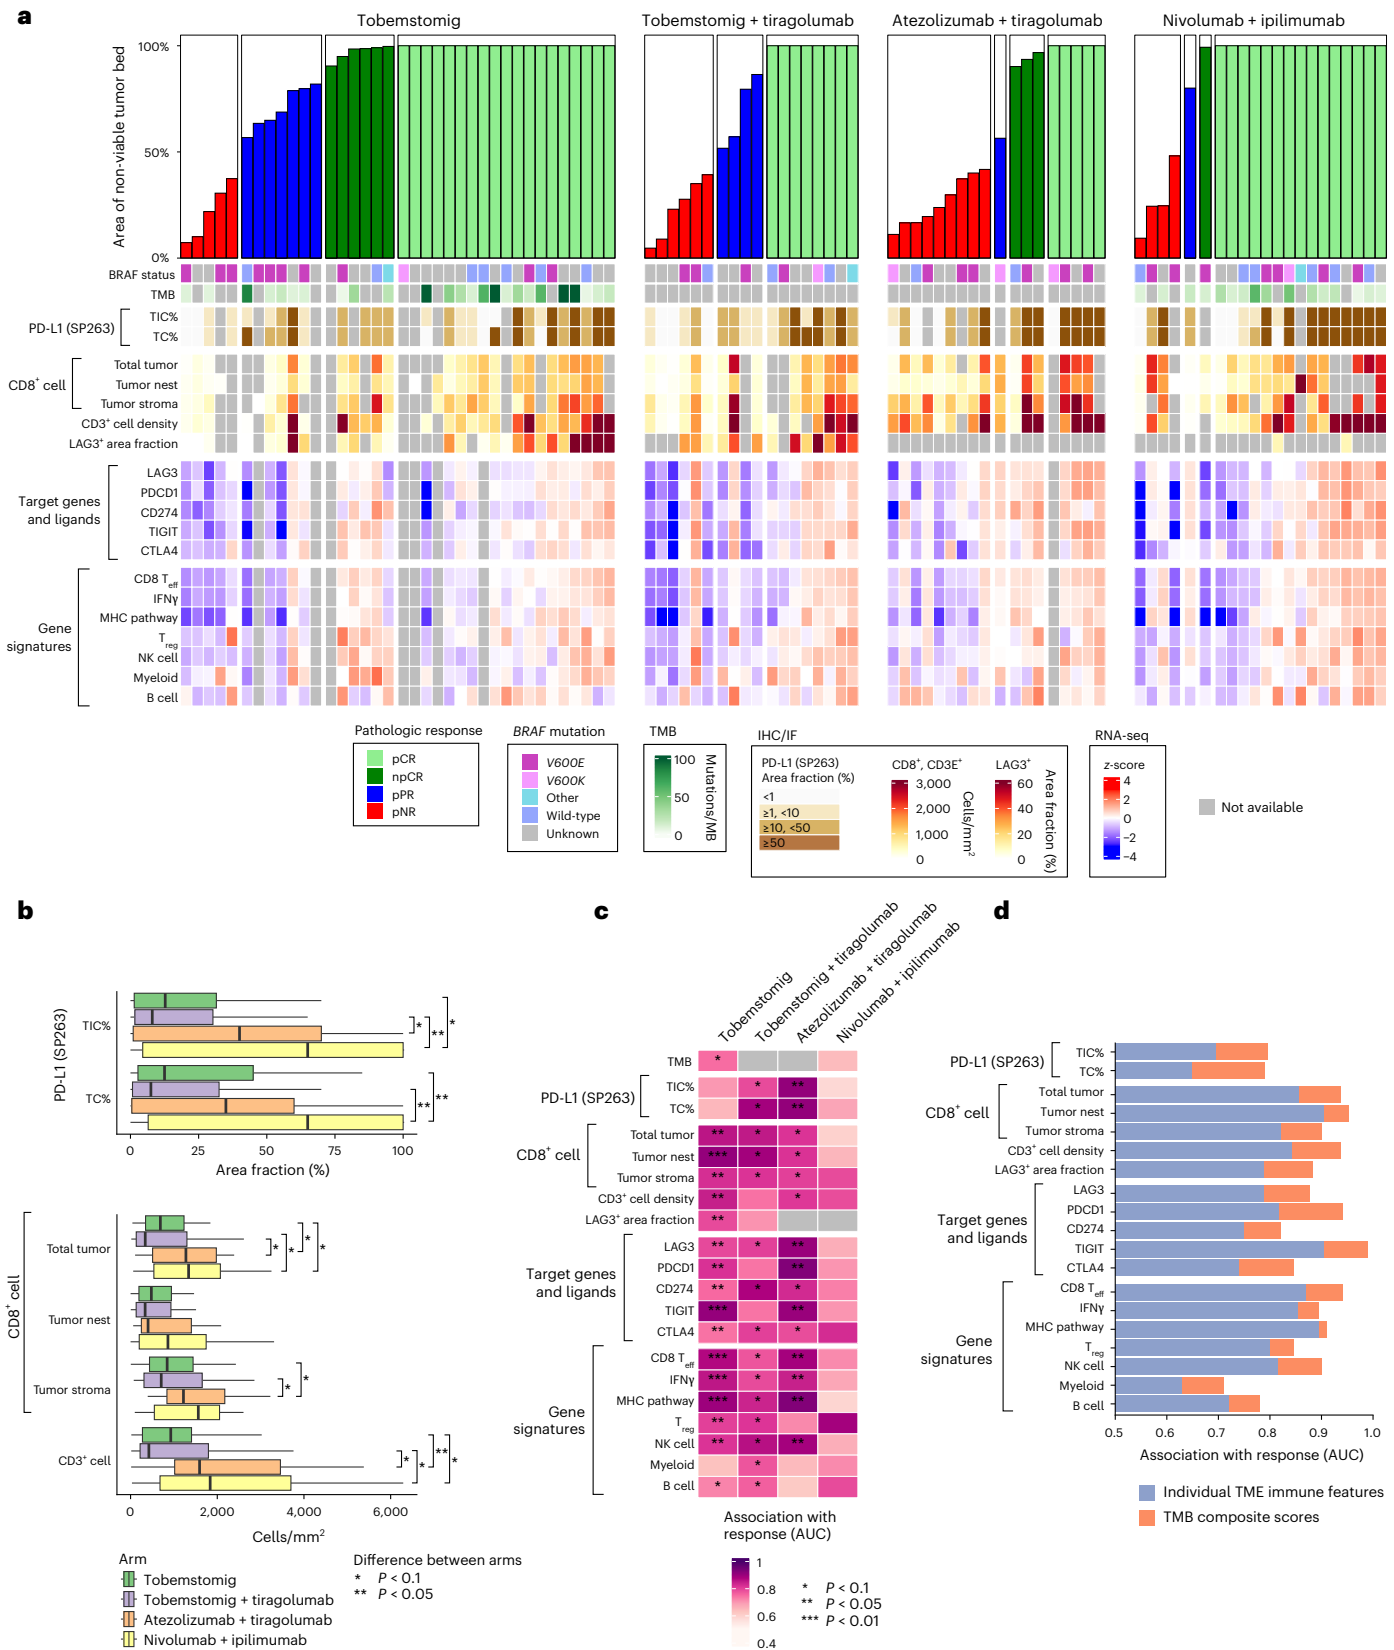 a
Tobemstomig
Tobemstomig + tiragolumab
Atezolizumab + tiragolumab
Nivolumab + ipilimumab
Area of non-viable tumor bed
100%
50%
0%
BRAF status
TMB
PD-L1 (SP263)
TIC%
TC%
CD8+ cell
Total tumor
Tumor nest
Tumor stroma
CD3+ cell density
LAG3+ area fraction
Target genes
and ligands
LAG3
PDCD1
CD274
TIGIT
CTLA4
Gene
signatures
CD8 Teff
IFNγ
MHC pathway
Treg
NK cell
Myeloid
B cell
Pathologic response
pCR
npCR
pPR
pNR
BRAF mutation
V600E
V600K
Other
Wild-type
Unknown
TMB
100
50
0
Mutations/MB
IHC/IF
PD-L1 (SP263)
Area fraction (%)
<1
≥1, <10
≥10, <50
≥50
CD8+, CD3E+
3,000
2,000
1,000
0
Cells/mm2
LAG3+
60
40
20
0
Area fraction (%)
RNA-seq
z-score
4
2
0
−2
−4
Not available
b
PD-L1 (SP263)
TIC%
TC%
* ** *
** **
0 25 50 75 100
Area fraction (%)
CD8+ cell
Total tumor
Tumor nest
Tumor stroma
CD3+ cell
* * * *
* *
* * ** *
0 2,000 4,000 6,000
Cells/mm2
Arm
Tobemstomig
Tobemstomig + tiragolumab
Atezolizumab + tiragolumab
Nivolumab + ipilimumab
Difference between arms
* P < 0.1
** P < 0.05
c
Tobemstomig
Tobemstomig + tiragolumab
Atezolizumab + tiragolumab
Nivolumab + ipilimumab
TMB *
PD-L1 (SP263)
TIC% * **
TC% * **
CD8+ cell
Total tumor ** * *
Tumor nest *** * *
Tumor stroma ** * *
CD3+ cell density ** *
LAG3+ area fraction **
Target genes
and ligands
LAG3 ** * **
PDCD1 ** **
CD274 ** * *
TIGIT *** **
CTLA4 ** * *
Gene
signatures
CD8 Teff *** * **
IFNγ *** * **
MHC pathway *** * **
Treg ** *
NK cell ** * **
Myeloid *
B cell * *
Association with
response (AUC)
1
0.8
0.6
0.4
* P < 0.1
** P < 0.05
*** P < 0.01
d
PD-L1 (SP263)
TIC%
TC%
CD8+ cell
Total tumor
Tumor nest
Tumor stroma
CD3+ cell density
LAG3+ area fraction
Target genes
and ligands
LAG3
PDCD1
CD274
TIGIT
CTLA4
Gene
signatures
CD8 Teff
IFNγ
MHC pathway
Treg
NK cell
Myeloid
B cell
0.5 0.6 0.7 0.8 0.9 1.0
Association with response (AUC)
Individual TME immune features
TMB composite scores